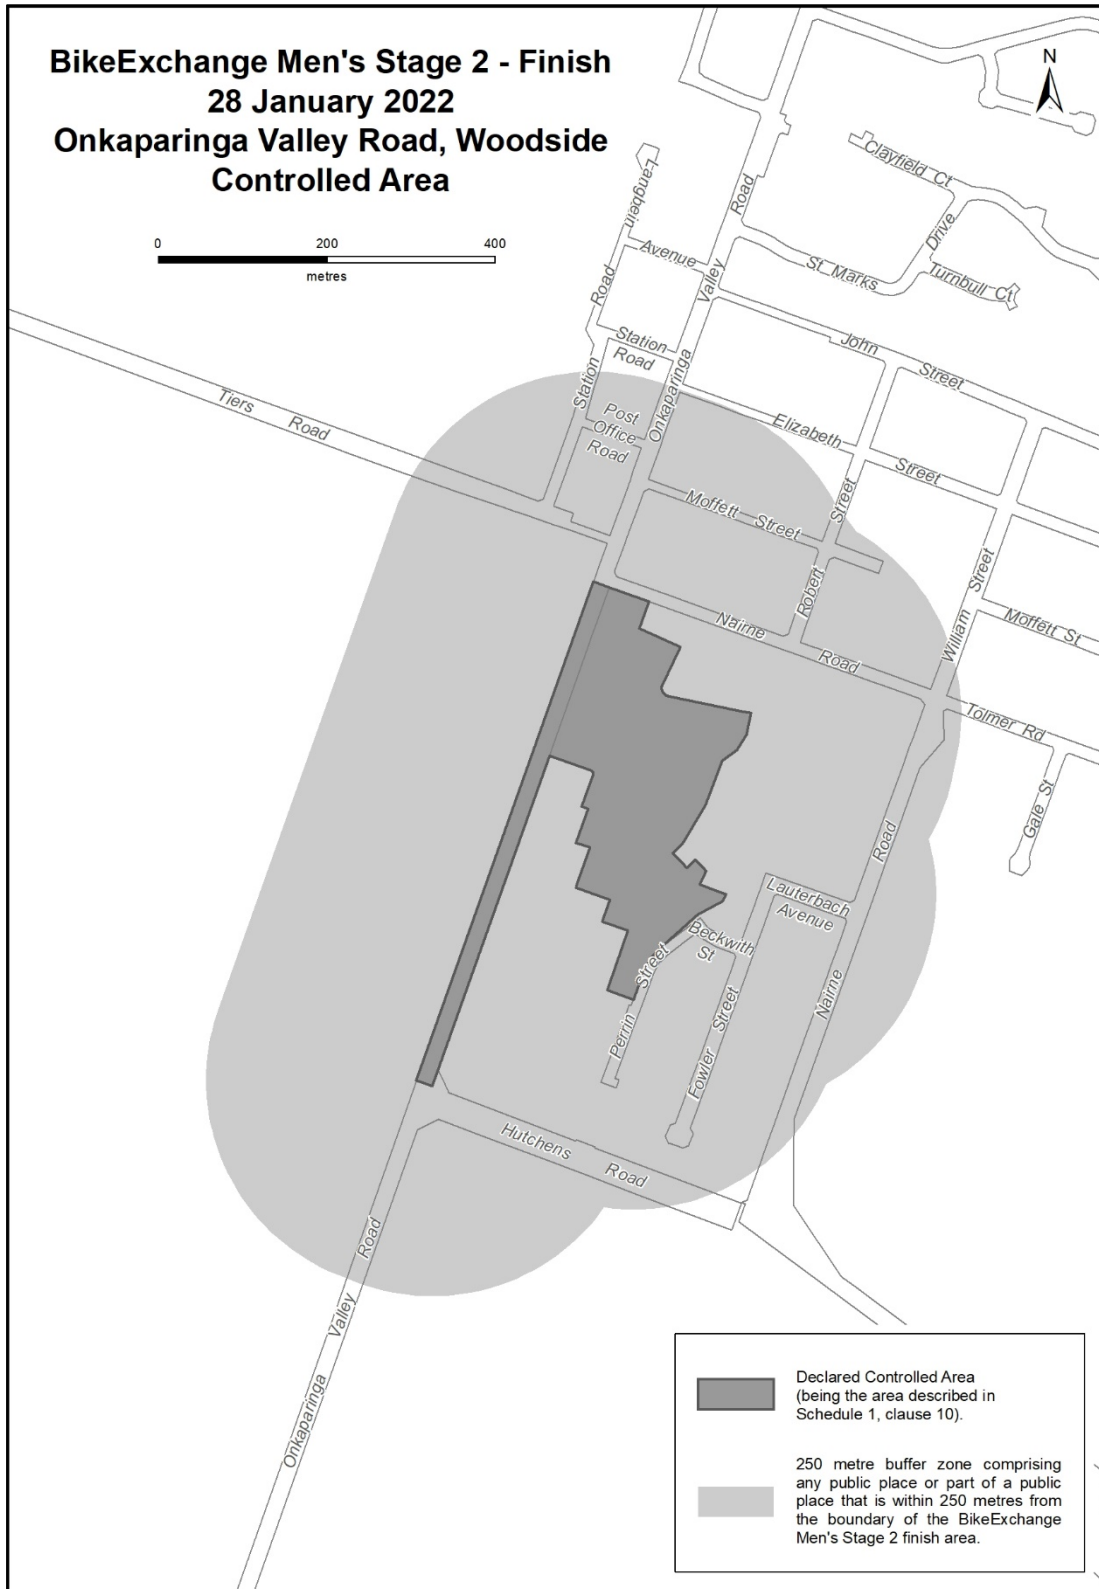 BikeExchange Men's Stage 2 - Finish
28 January 2022
Onkaparinga Valley Road, Woodside
Controlled Area
0 200 400
metres
N
Clayfield Ct
Langbein
Avenue
Road
Valley
Onkaparinga
Drive
St Marks
Turnbull Ct
Road
Station
Station
Road
John
Street
Tiers Road
Post
Office
Road
Elizabeth
Street
Moffett Street
Street
Robert
William Street
Moffett St
Nairne
Road
Tolmer Rd
Gale St
Road
Nairne
Lauterbach
Avenue
Beckwith
St
Street
Perrin
Street
Fowler
Hutchens Road
Road
Valley
Onkaparinga
Declared Controlled Area
(being the area described in
Schedule 1, clause 10).
250 metre buffer zone comprising
any public place or part of a public
place that is within 250 metres from
the boundary of the BikeExchange
Men's Stage 2 finish area.